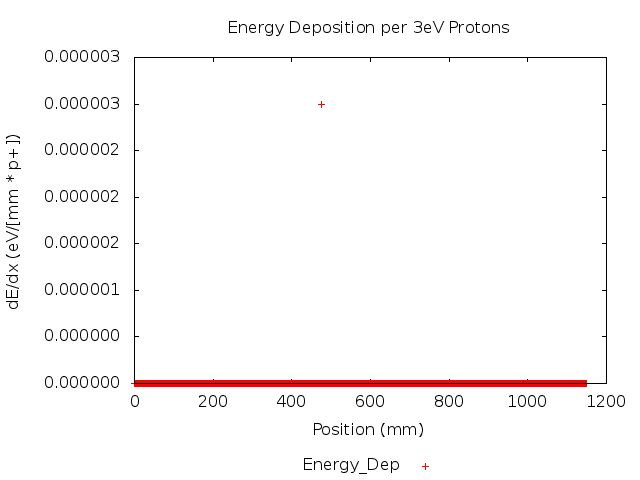 Energy Deposition per 3eV Protons
dE/dx (eV/[mm * p+])
0.000003
0.000003
0.000002
0.000002
0.000002
0.000001
0.000000
0.000000
0 200 400 600 800 1000 1200
Position (mm)
Energy_Dep